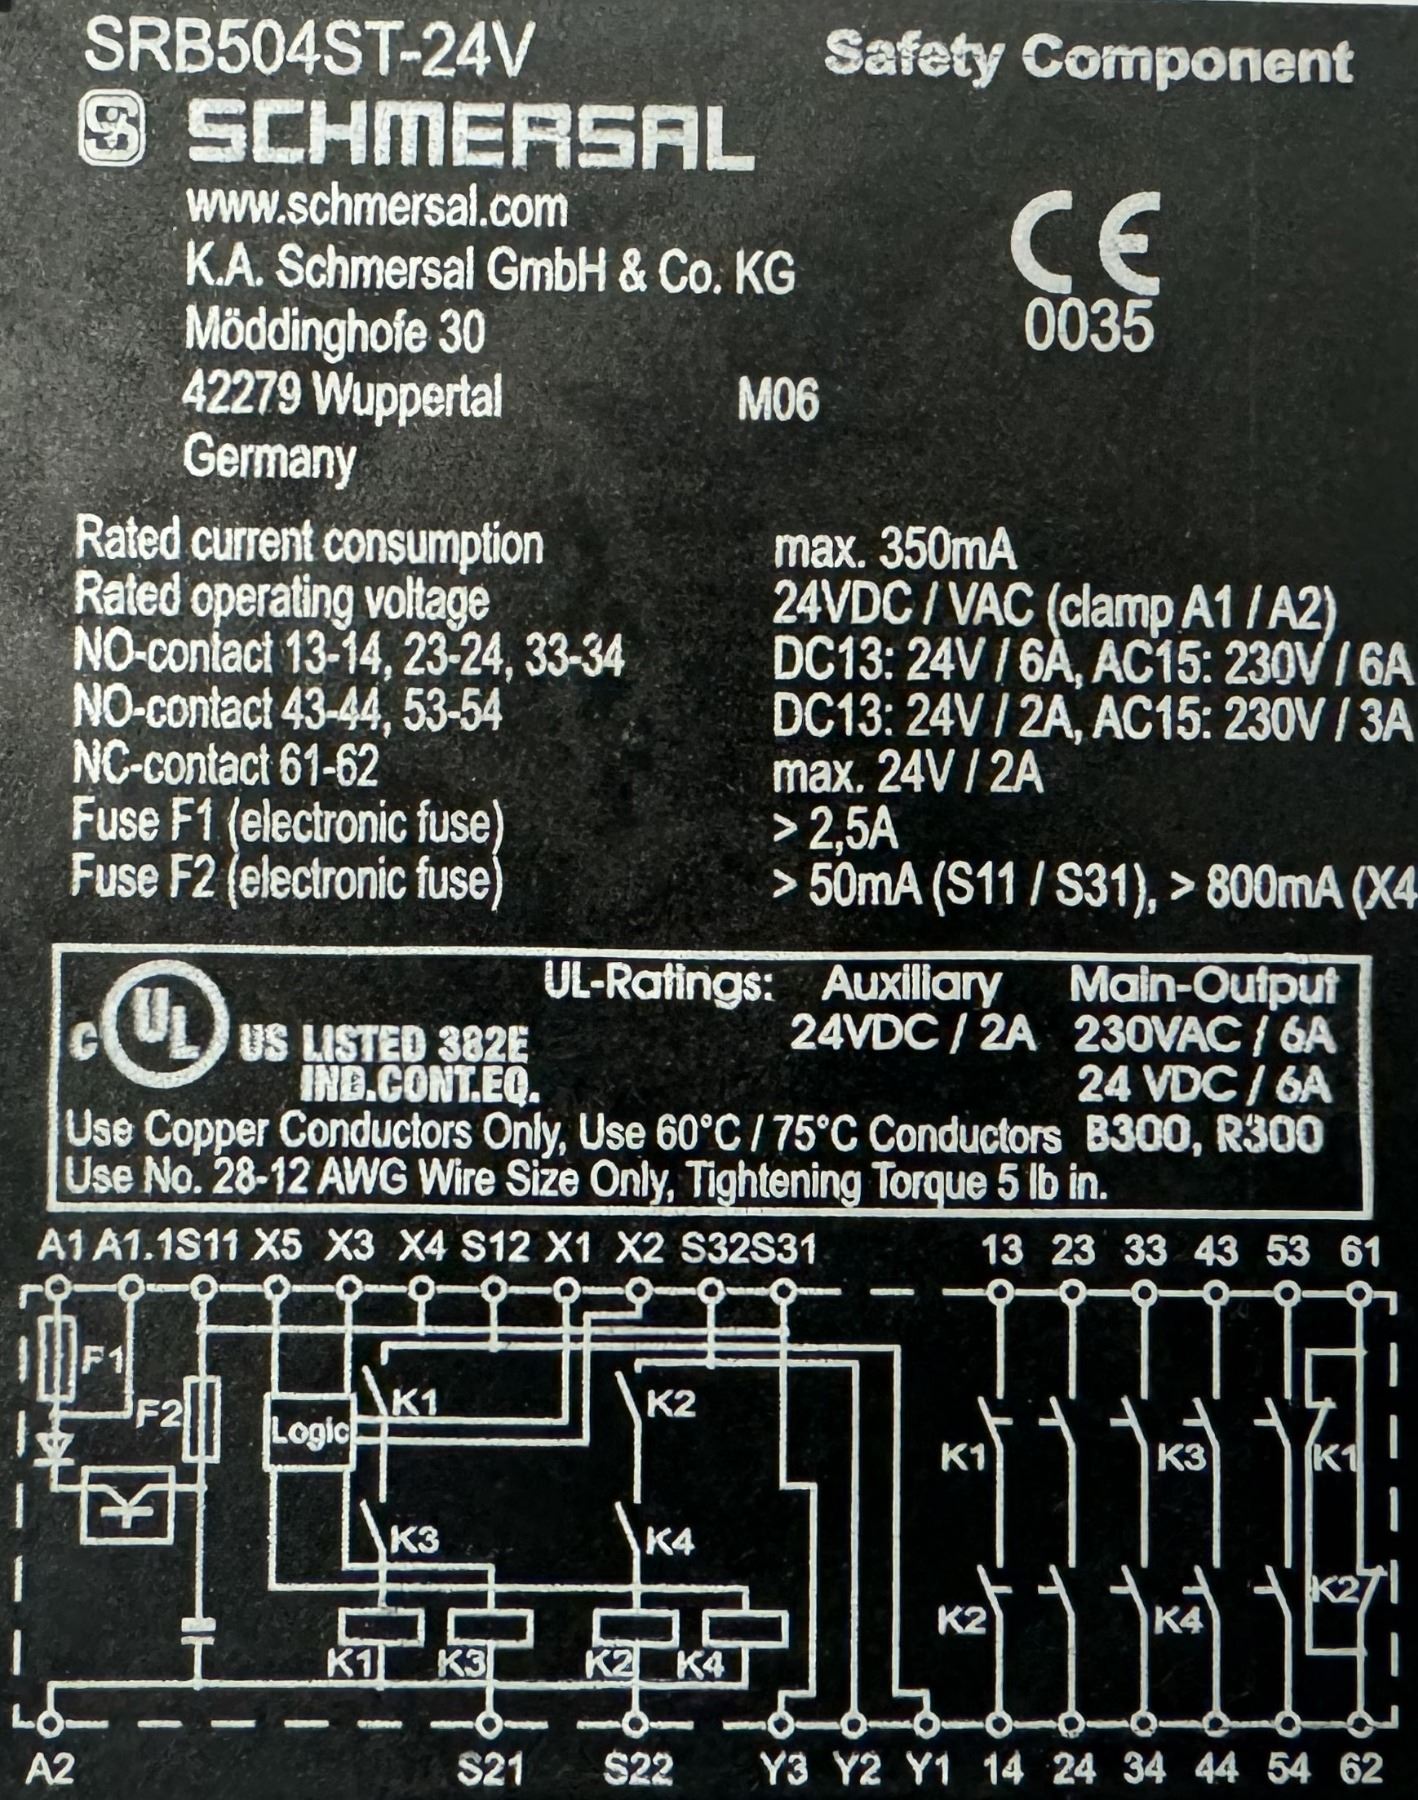 SRB504ST-24V Safety Component
SCHMERSAL
www.schmersal.com
K.A. Schmersal GmbH & Co. KG
CE
Möddinghofe 30
0035
42279 Wuppertal M06
Germany
Rated current consumption max. 350mA
Rated operating voltage 24VDC / VAC (clamp A1 / A2)
NO-contact 13-14, 23-24, 33-34 DC13: 24V / 6A, AC15: 230V / 6A
NO-contact 43-44, 53-54 DC13: 24V / 2A, AC15: 230V / 3A
NC-contact 61-62 max. 24V / 2A
Fuse F1 (electronic fuse) > 2,5A
Fuse F2 (electronic fuse) > 50mA (S11 / S31), > 800mA (X4
UL-Ratings: Auxiliary Main-Output
C UL US LISTED 382E 24VDC / 2A 230VAC / 6A
IND.CONT.EQ. 24 VDC / 6A
Use Copper Conductors Only, Use 60°C / 75°C Conductors B300, R300
Use No. 28-12 AWG Wire Size Only, Tightening Torque 5 lb in.
A1 A1.1 S11 X5 X3 X4 S12 X1 X2 S32 S31 13 23 33 43 53 61
F1
F2 K1 K2
Logic K1 K3 K1
K3 K4
K2 K4 K2
K1 K3 K2 K4
A2 S21 S22 Y3 Y2 Y1 14 24 34 44 54 62